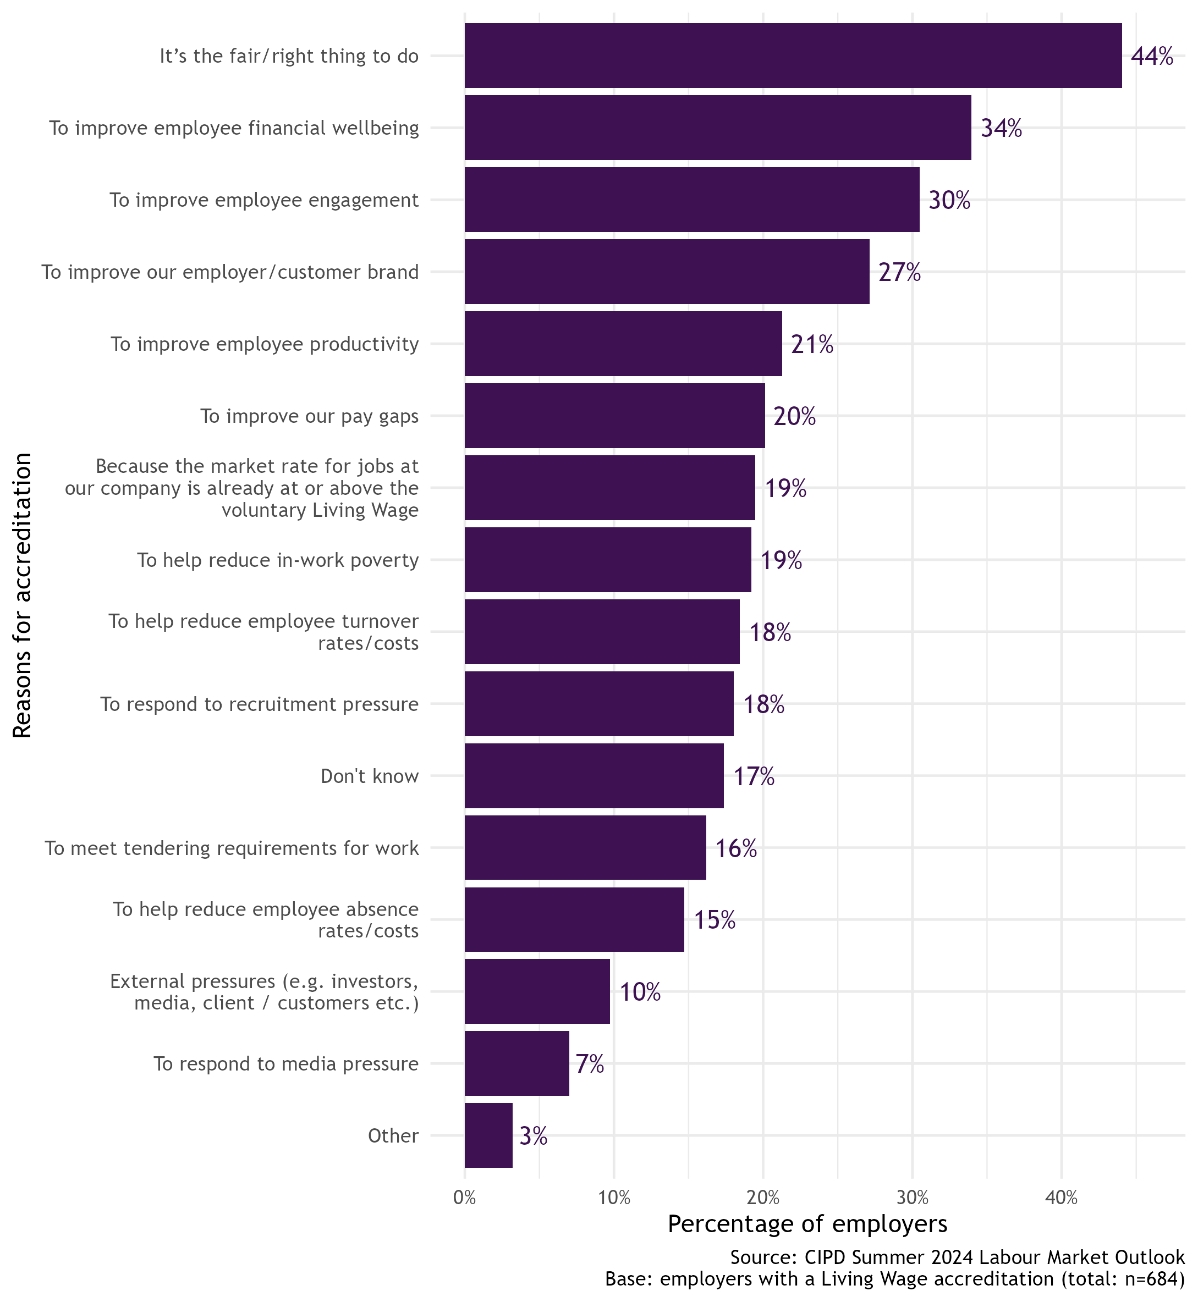 It’s the fair/right thing to do
44%
To improve employee financial wellbeing
34%
To improve employee engagement
30%
To improve our employer/customer brand
27%
To improve employee productivity
21%
To improve our pay gaps
20%
Because the market rate for jobs at
our company is already at or above the
voluntary Living Wage
19%
To help reduce in-work poverty
19%
To help reduce employee turnover
rates/costs
18%
To respond to recruitment pressure
18%
Don't know
17%
To meet tendering requirements for work
16%
To help reduce employee absence
rates/costs
15%
External pressures (e.g. investors,
media, client / customers etc.)
10%
To respond to media pressure
7%
Other
3%
Reasons for accreditation
0% 10% 20% 30% 40%
Percentage of employers
Source: CIPD Summer 2024 Labour Market Outlook
Base: employers with a Living Wage accreditation (total: n=684)